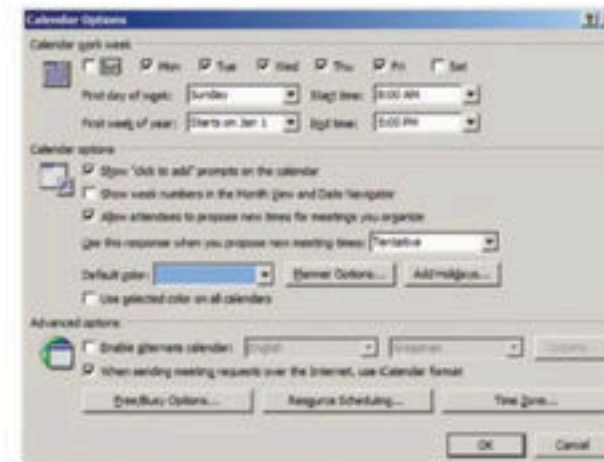 Calendar Options
Calendar work week
Sun Mon Tue Wed Thu Fri Sat
First day of week: Sunday Start time: 8:00 AM
First week of year: Starts on Jan 1 End time: 5:00 PM
Calendar options
Show "click to add" prompts on the calendar
Show week numbers in the Month View and Date Navigator
Allow attendees to propose new times for meetings you organize
Use this response when you propose new meeting times: Tentative
Default color: Planner Options... Add Holidays...
Use selected color on all calendars
Advanced options
Enable alternate calendar: English Gregorian Options...
When sending meeting requests over the Internet, use iCalendar format
Free/Busy Options... Resource Scheduling... Time Zone...
OK Cancel